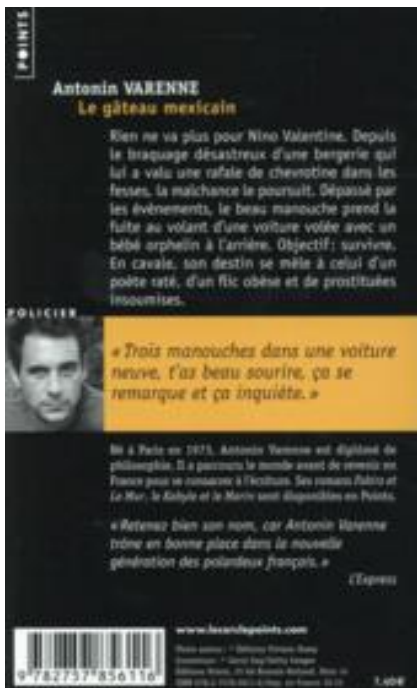 POINTS
Antonin VARENNE
Le gâteau mexicain
Rien ne va plus pour Nino Valentine. Depuis
le braquage désastreux d'une bergerie qui
lui a valu une rafale de chevrotine dans les
fesses, la malchance le poursuit. Dépassé par
les événements, le beau manouche prend la
fuite au volant d'une voiture volée avec un
bébé orphelin à l'arrière. Objectif : survivre.
En cavale, son destin se mêle à celui d'un
poète raté, d'un flic obèse et de prostituées
insoumises.
POLICIER
« Trois manouches dans une voiture
neuve, t'as beau sourire, ça se
remarque et ça inquiète. »
Né à Paris en 1973, Antonin Varenne est diplômé de
philosophie. Il a parcouru le monde avant de revenir en
France pour se consacrer à l'écriture. Ses romans Fakirs et
Le Mur, le Kabyle et le Marin sont disponibles en Points.
« Retenez bien son nom, car Antonin Varenne
trône en bonne place dans la nouvelle
génération des polardeux français. »
L'Express
www.lecerclepoints.com
9 782757 856116
7,40€